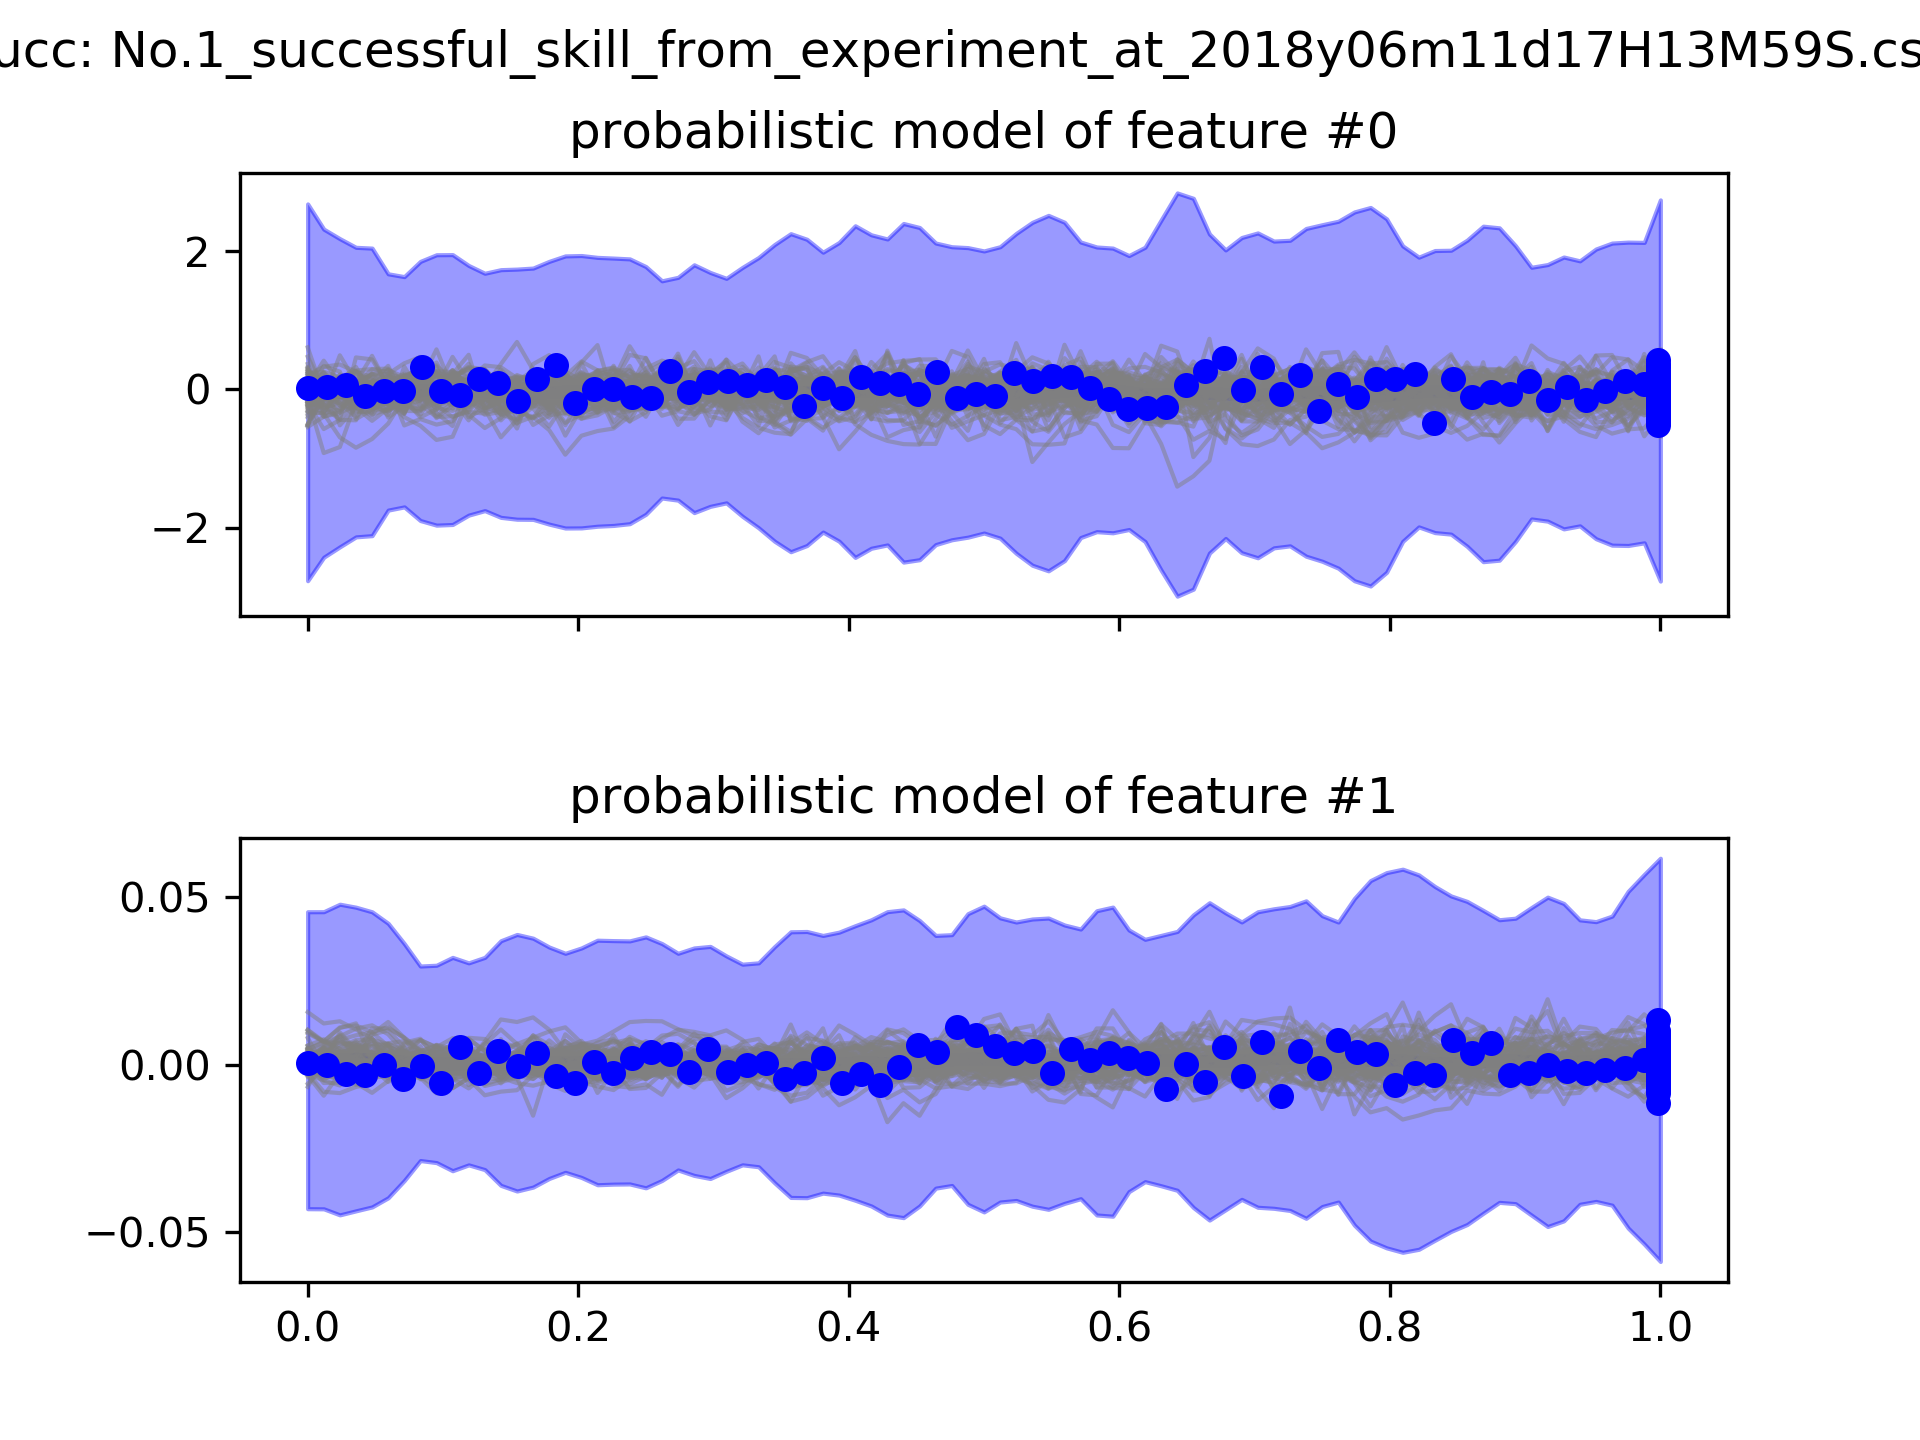 ucc: No.1_successful_skill_from_experiment_at_2018y06m11d17H13M59S.cs
probabilistic model of feature #0
2
0
−2
probabilistic model of feature #1
0.05
0.00
−0.05
0.0 0.2 0.4 0.6 0.8 1.0